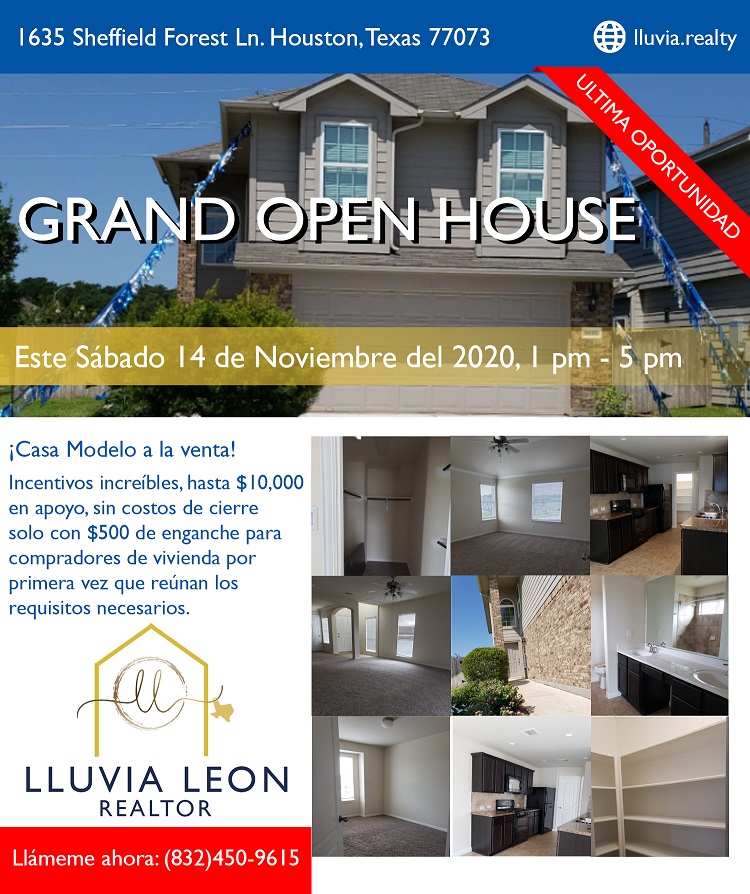 1635 Sheffield Forest Ln. Houston, Texas 77073
lluvia.realty
ULTIMA OPORTUNIDAD
GRAND OPEN HOUSE
Este Sábado 14 de Noviembre del 2020, 1 pm - 5 pm
¡Casa Modelo a la venta!
Incentivos increíbles, hasta $10,000
en apoyo, sin costos de cierre
solo con $500 de enganche para
compradores de vivienda por
primera vez que reúnan los
requisitos necesarios.
ll
LLUVIA LEON
REALTOR
Llámeme ahora: (832)450-9615